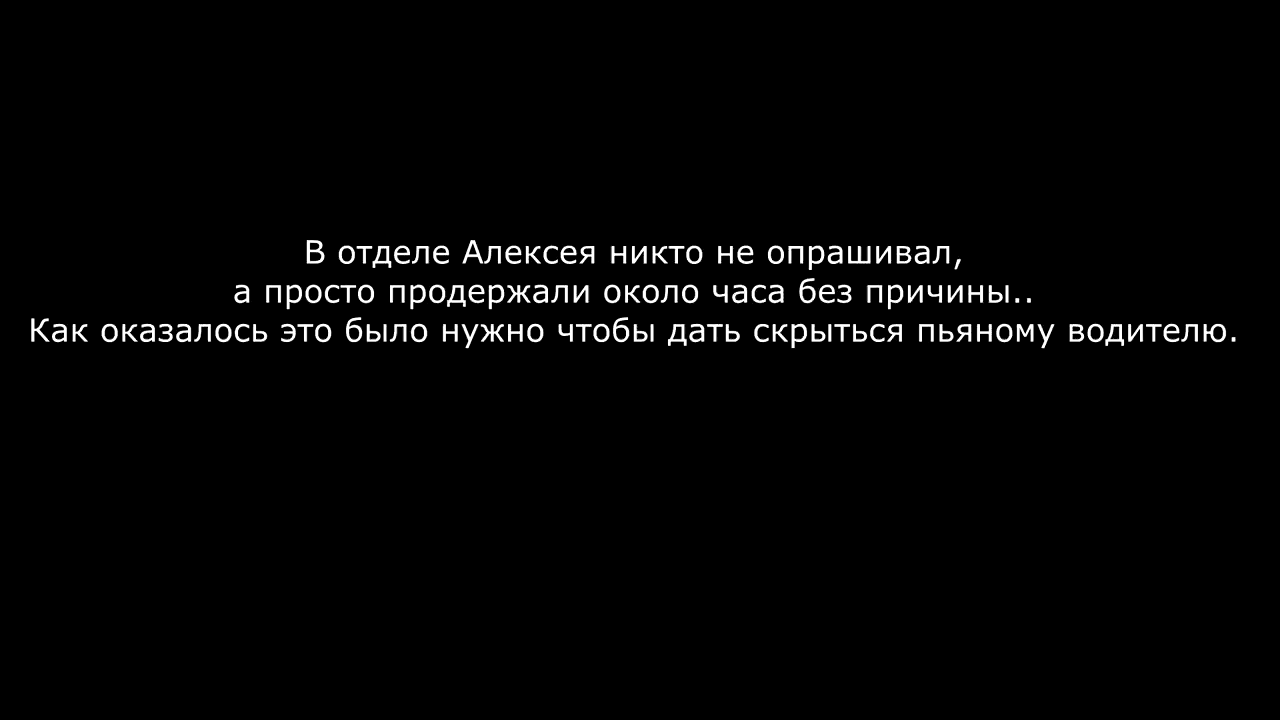 В отделе Алексея никто не опрашивал,
а просто продержали около часа без причины..
Как оказалось это было нужно чтобы дать скрыться пьяному водителю.